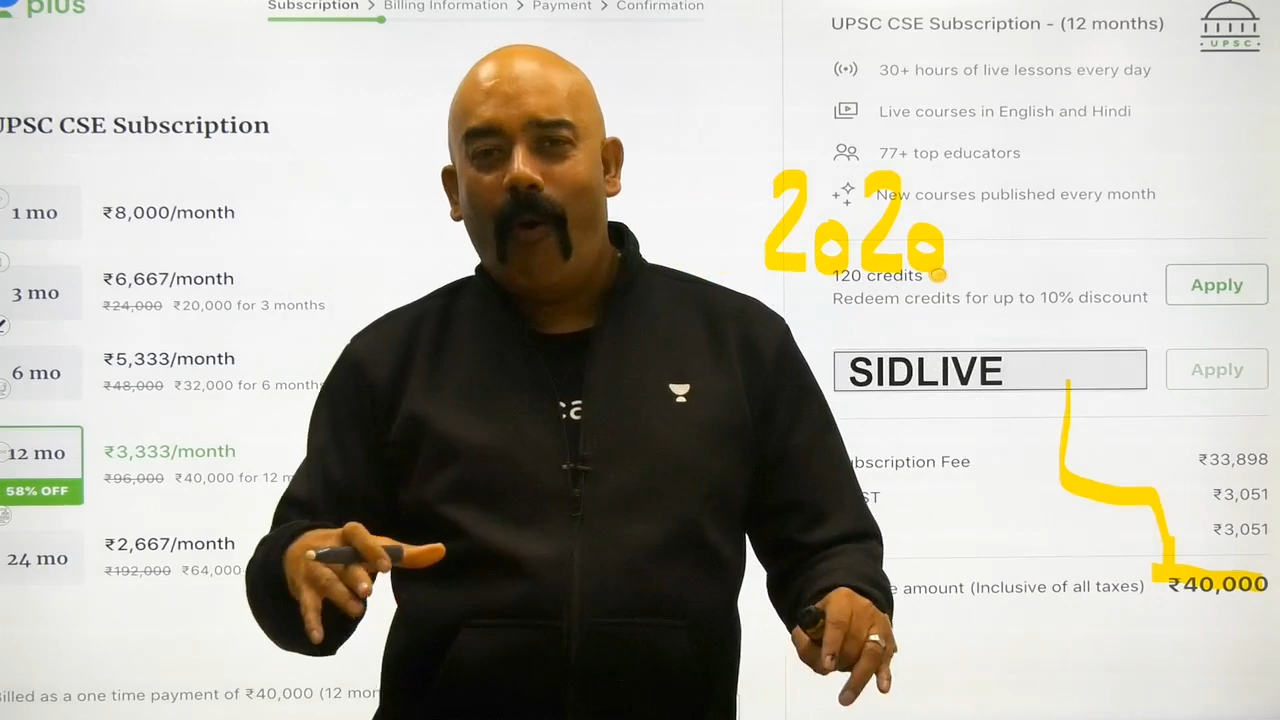 plus
Subscription > Billing Information > Payment > Confirmation
UPSC CSE Subscription
1 mo
₹8,000/month
3 mo
₹6,667/month
₹24,000 ₹20,000 for 3 months
6 mo
₹5,333/month
₹48,000 ₹32,000 for 6 months
12 mo
58% OFF
₹3,333/month
₹96,000 ₹40,000 for 12 m
24 mo
₹2,667/month
₹192,000 ₹64,000
Billed as a one time payment of ₹40,000 (12 mon
ca
UPSC CSE Subscription - (12 months)
UPSC
30+ hours of live lessons every day
Live courses in English and Hindi
77+ top educators
New courses published every month
2020
120 credits
Redeem credits for up to 10% discount
Apply
SIDLIVE
Apply
ubscription Fee ₹33,898
ST ₹3,051
₹3,051
e amount (Inclusive of all taxes) ₹40,000